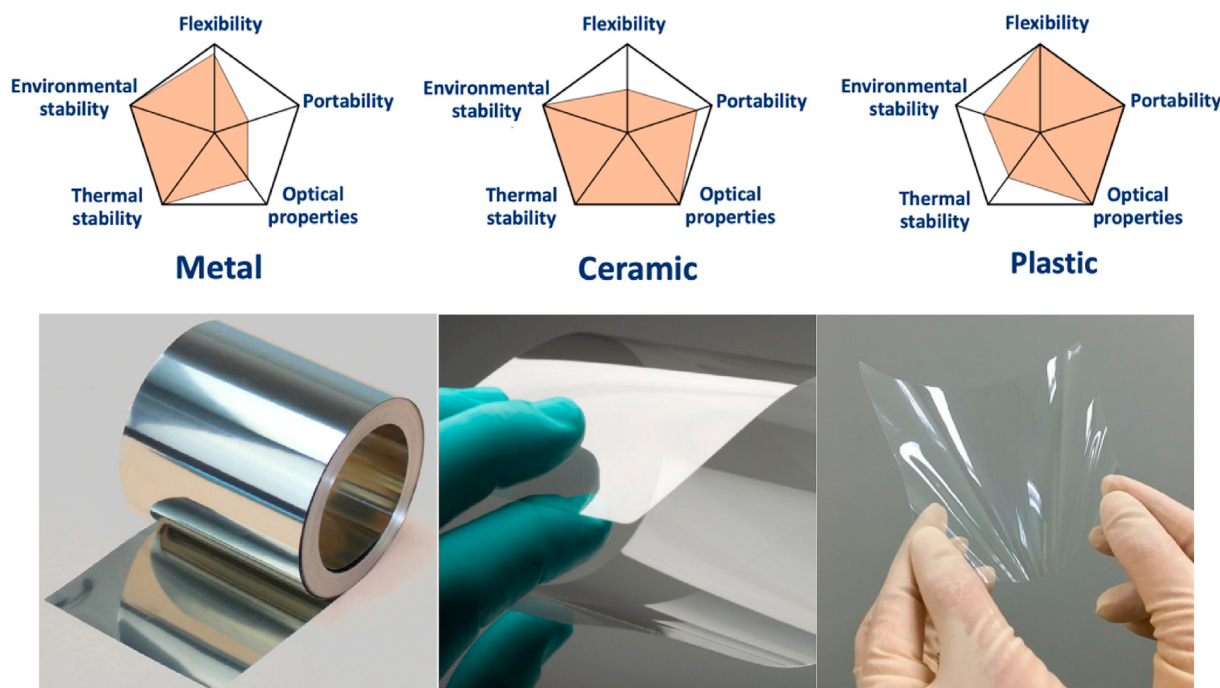 Flexibility
Environmental
stability
Portability
Thermal
stability
Optical
properties
Metal
Flexibility
Environmental
stability
Portability
Thermal
stability
Optical
properties
Ceramic
Flexibility
Environmental
stability
Portability
Thermal
stability
Optical
properties
Plastic